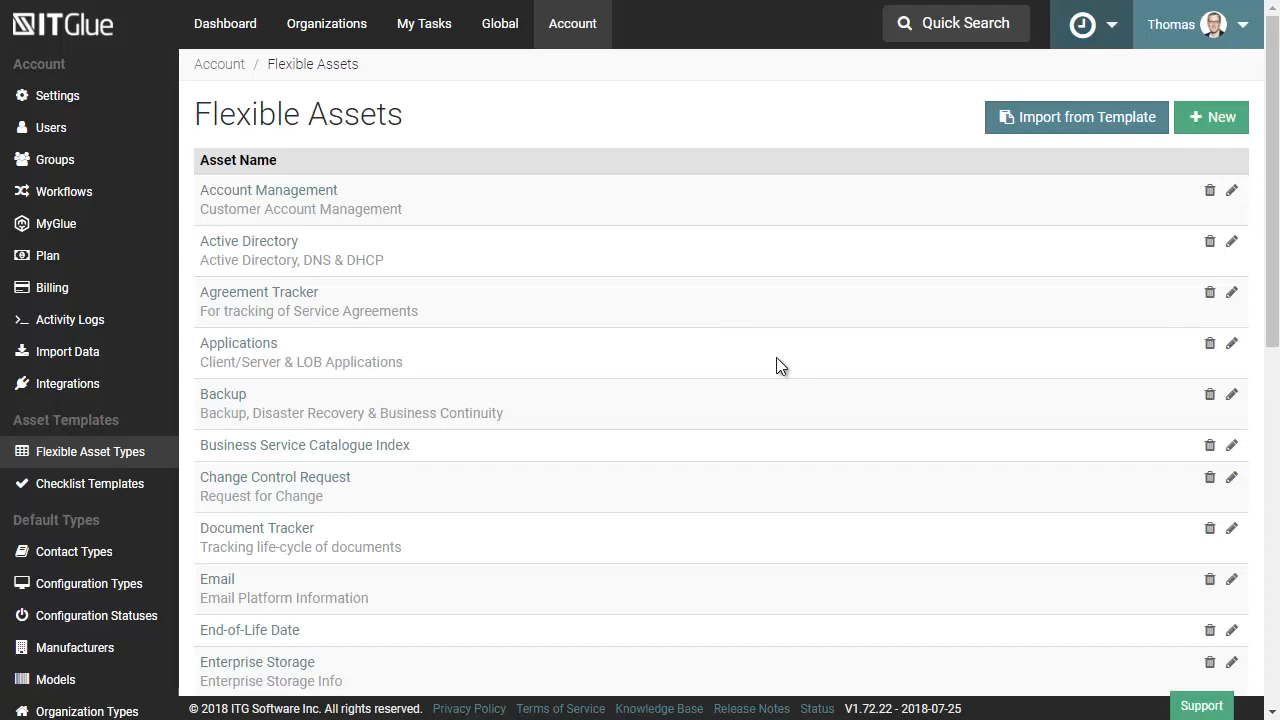 ITGlue
Dashboard
Organizations
My Tasks
Global
Account
Quick Search
Thomas
Account
Settings
Users
Groups
Workflows
MyGlue
Plan
Billing
Activity Logs
Import Data
Integrations
Asset Templates
Flexible Asset Types
Checklist Templates
Default Types
Contact Types
Configuration Types
Configuration Statuses
Manufacturers
Models
Organization Types
Account / Flexible Assets
Flexible Assets
Import from Template
New
Asset Name
Account Management
Customer Account Management
Active Directory
Active Directory, DNS & DHCP
Agreement Tracker
For tracking of Service Agreements
Applications
Client/Server & LOB Applications
Backup
Backup, Disaster Recovery & Business Continuity
Business Service Catalogue Index
Change Control Request
Request for Change
Document Tracker
Tracking life-cycle of documents
Email
Email Platform Information
End-of-Life Date
Enterprise Storage
Enterprise Storage Info
© 2018 ITG Software Inc. All rights reserved. Privacy Policy Terms of Service Knowledge Base Release Notes Status V1.72.22 - 2018-07-25
Support